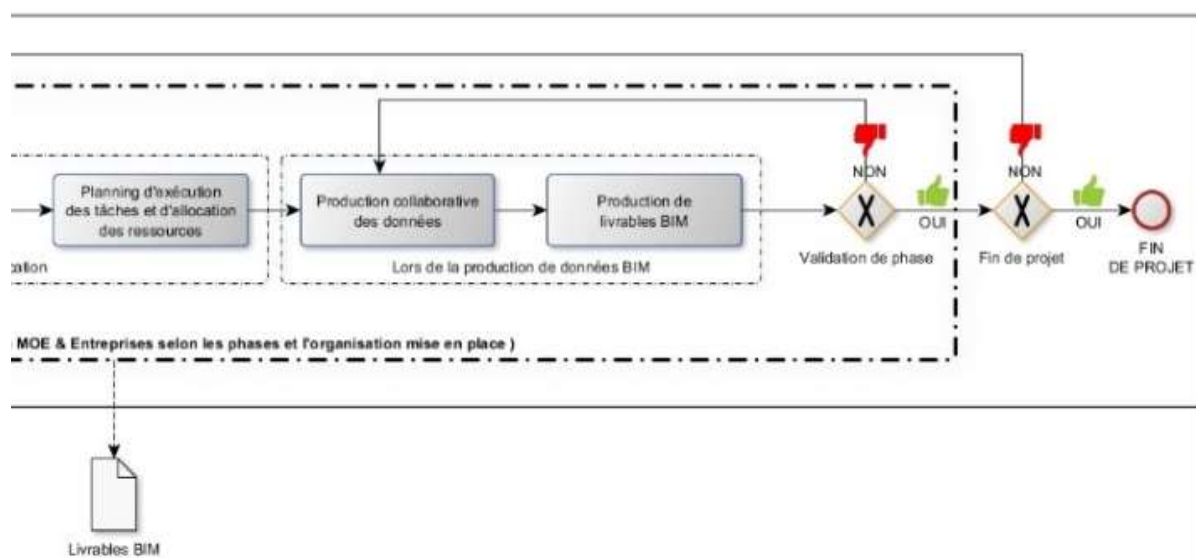 Planning d'exécution
des tâches et d'allocation
des ressources
Production collaborative
des données
Production de
livrables BIM
Lors de la production de données BIM
NON
OUI
Validation de phase
NON
OUI
Fin de projet
FIN
DE PROJET
MOE & Entreprises selon les phases et l'organisation mise en place )
Livrables BIM